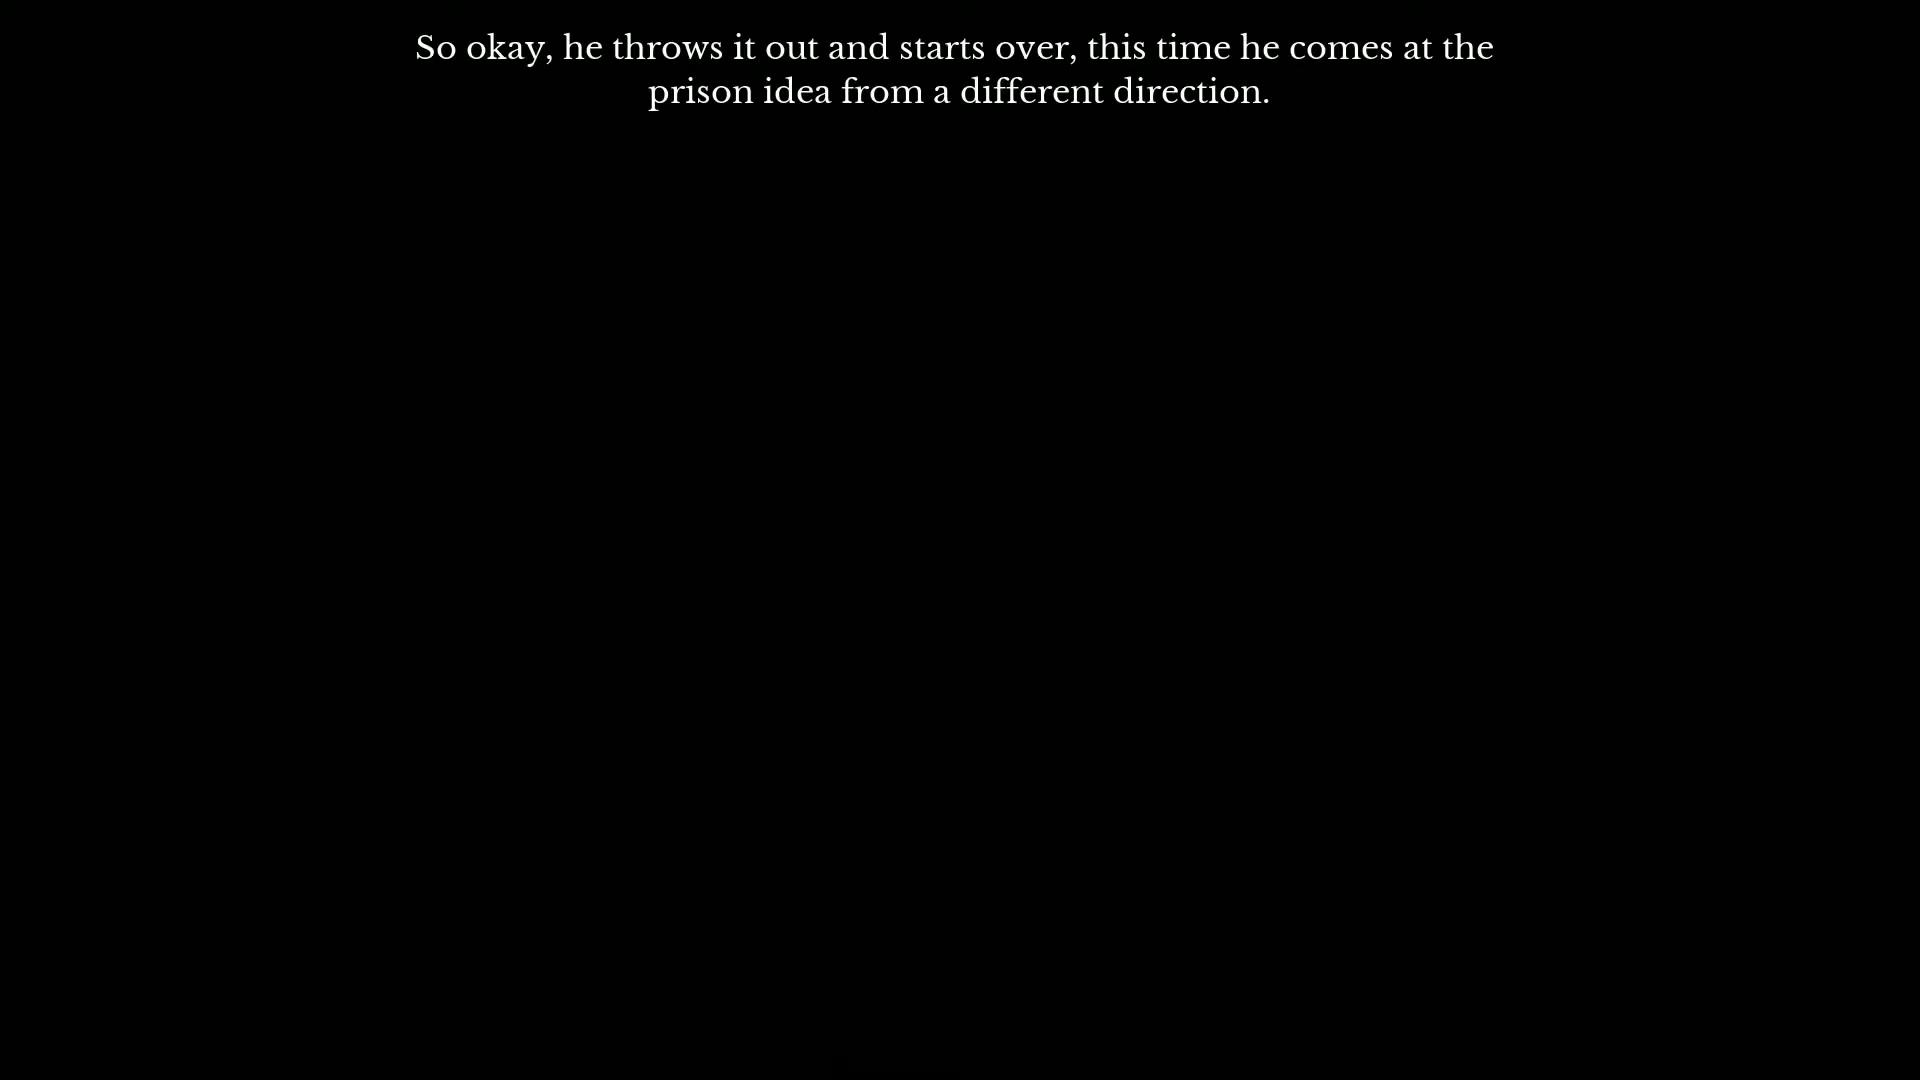 So okay, he throws it out and starts over, this time he comes at the
prison idea from a different direction.